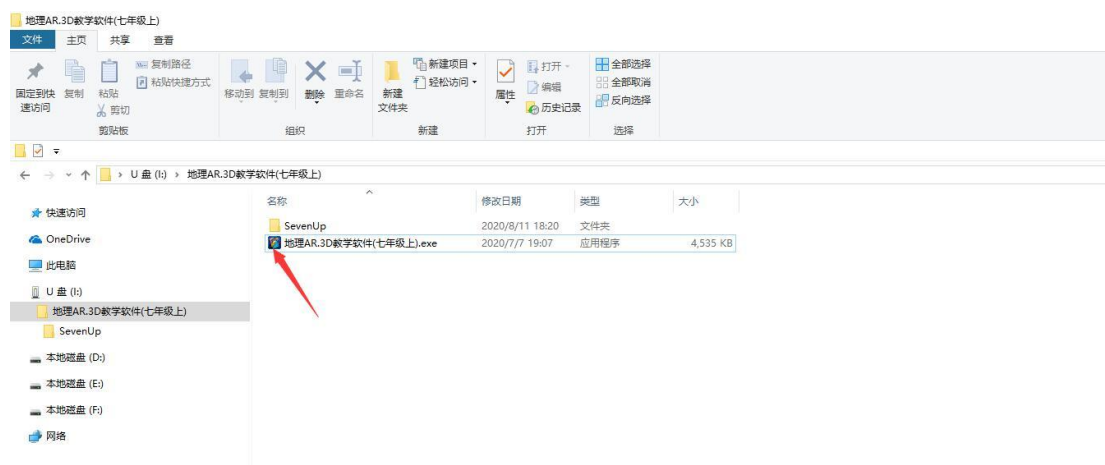 地理AR.3D教学软件(七年级上)
文件 主页 共享 查看
固定到快速访问
复制
粘贴
复制路径
粘贴快捷方式
剪切
剪贴板
移动到
复制到
删除
重命名
组织
新建文件夹
新建项目
轻松访问
新建
属性
打开
编辑
历史记录
打开
全部选择
全部取消
反向选择
选择
U 盘 (I:) › 地理AR.3D教学软件(七年级上)
名称 修改日期 类型 大小
SevenUp 2020/8/11 18:20 文件夹
地理AR.3D教学软件(七年级上).exe 2020/7/7 19:07 应用程序 4,535 KB
快速访问
OneDrive
此电脑
U 盘 (I:)
地理AR.3D教学软件(七年级上)
SevenUp
本地磁盘 (D:)
本地磁盘 (E:)
本地磁盘 (F:)
网络